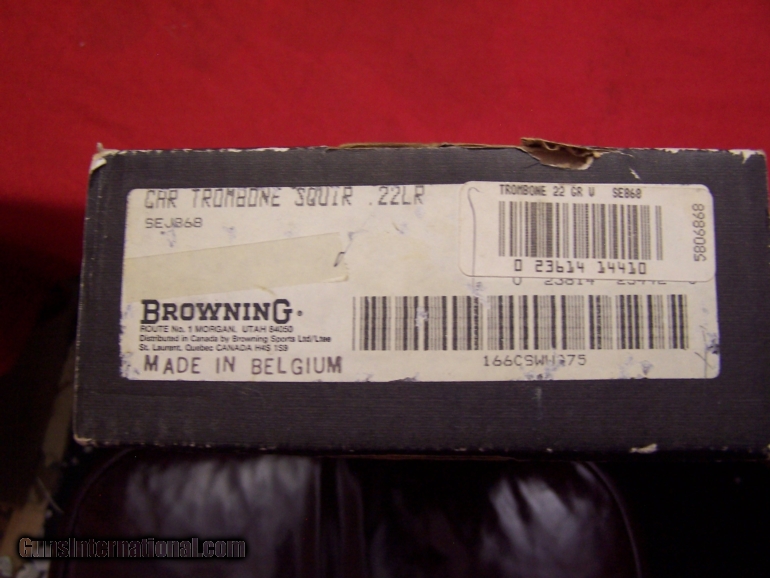 CAR TROMBONE SQUIR .22LR
SEJ068
TROMBONE 22 GR V SE868
0 23614 14410
5806868
BROWNING®
ROUTE No. 1 MORGAN, UTAH 84050
Distributed in Canada by Browning Sports Ltd/Ltee
St. Laurent, Quebec CANADA H4S 1S9
MADE IN BELGIUM
GunsInternational.com